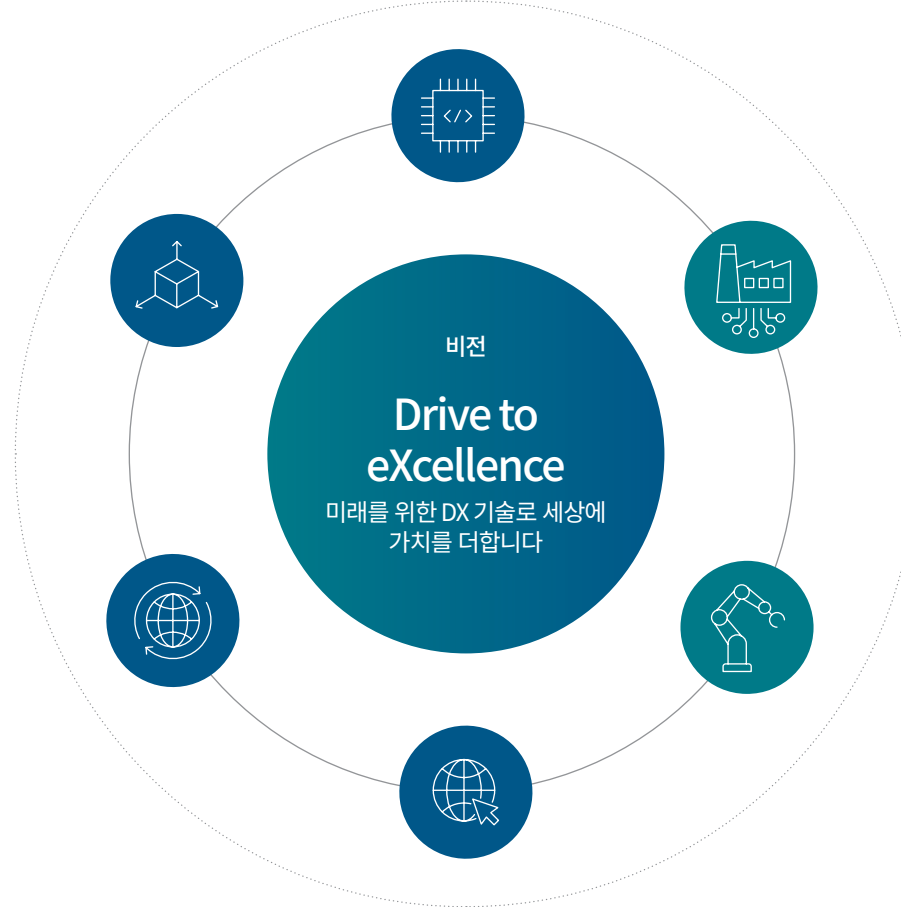 </>
비전
Drive to
eXcellence
미래를 위한 DX 기술로 세상에
가치를 더합니다